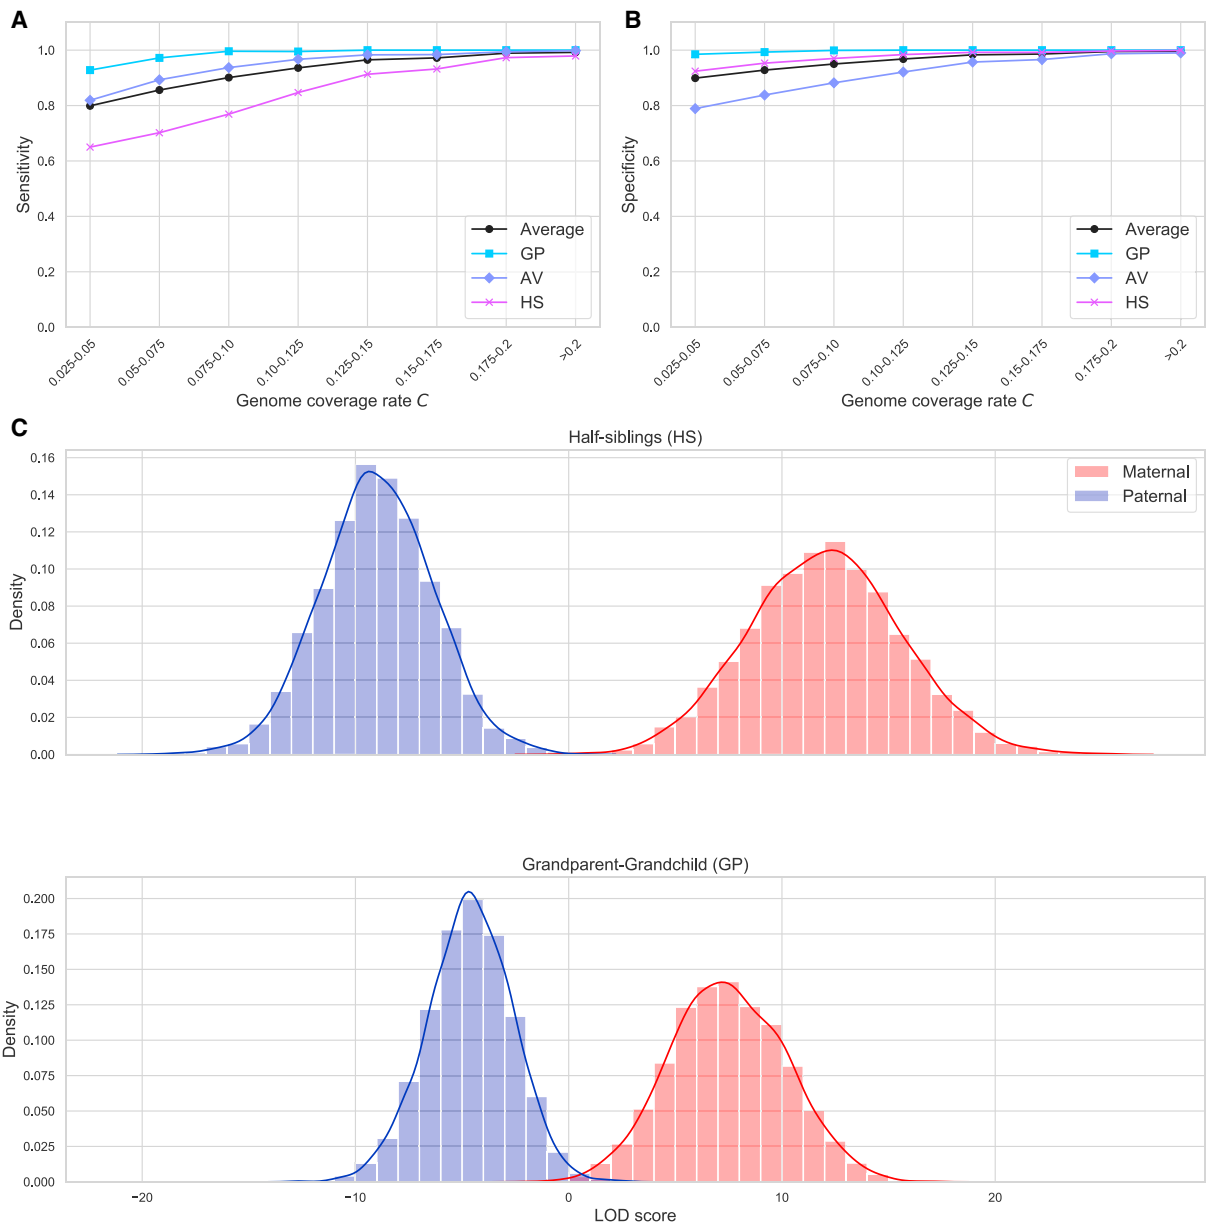 A
1.0
0.8
0.6
0.4
0.2
0.0
Sensitivity
Average
GP
AV
HS
0.025-0.05
0.05-0.075
0.075-0.10
0.10-0.125
0.125-0.15
0.15-0.175
0.175-0.2
>0.2
Genome coverage rate C
B
1.0
0.8
0.6
0.4
0.2
0.0
Specificity
Average
GP
AV
HS
0.025-0.05
0.05-0.075
0.075-0.10
0.10-0.125
0.125-0.15
0.15-0.175
0.175-0.2
>0.2
Genome coverage rate C
C
Half-siblings (HS)
0.16
0.14
0.12
0.10
0.08
0.06
0.04
0.02
0.00
Density
Maternal
Paternal
Grandparent-Grandchild (GP)
0.200
0.175
0.150
0.125
0.100
0.075
0.050
0.025
0.000
Density
−20
−10
0
10
20
LOD score